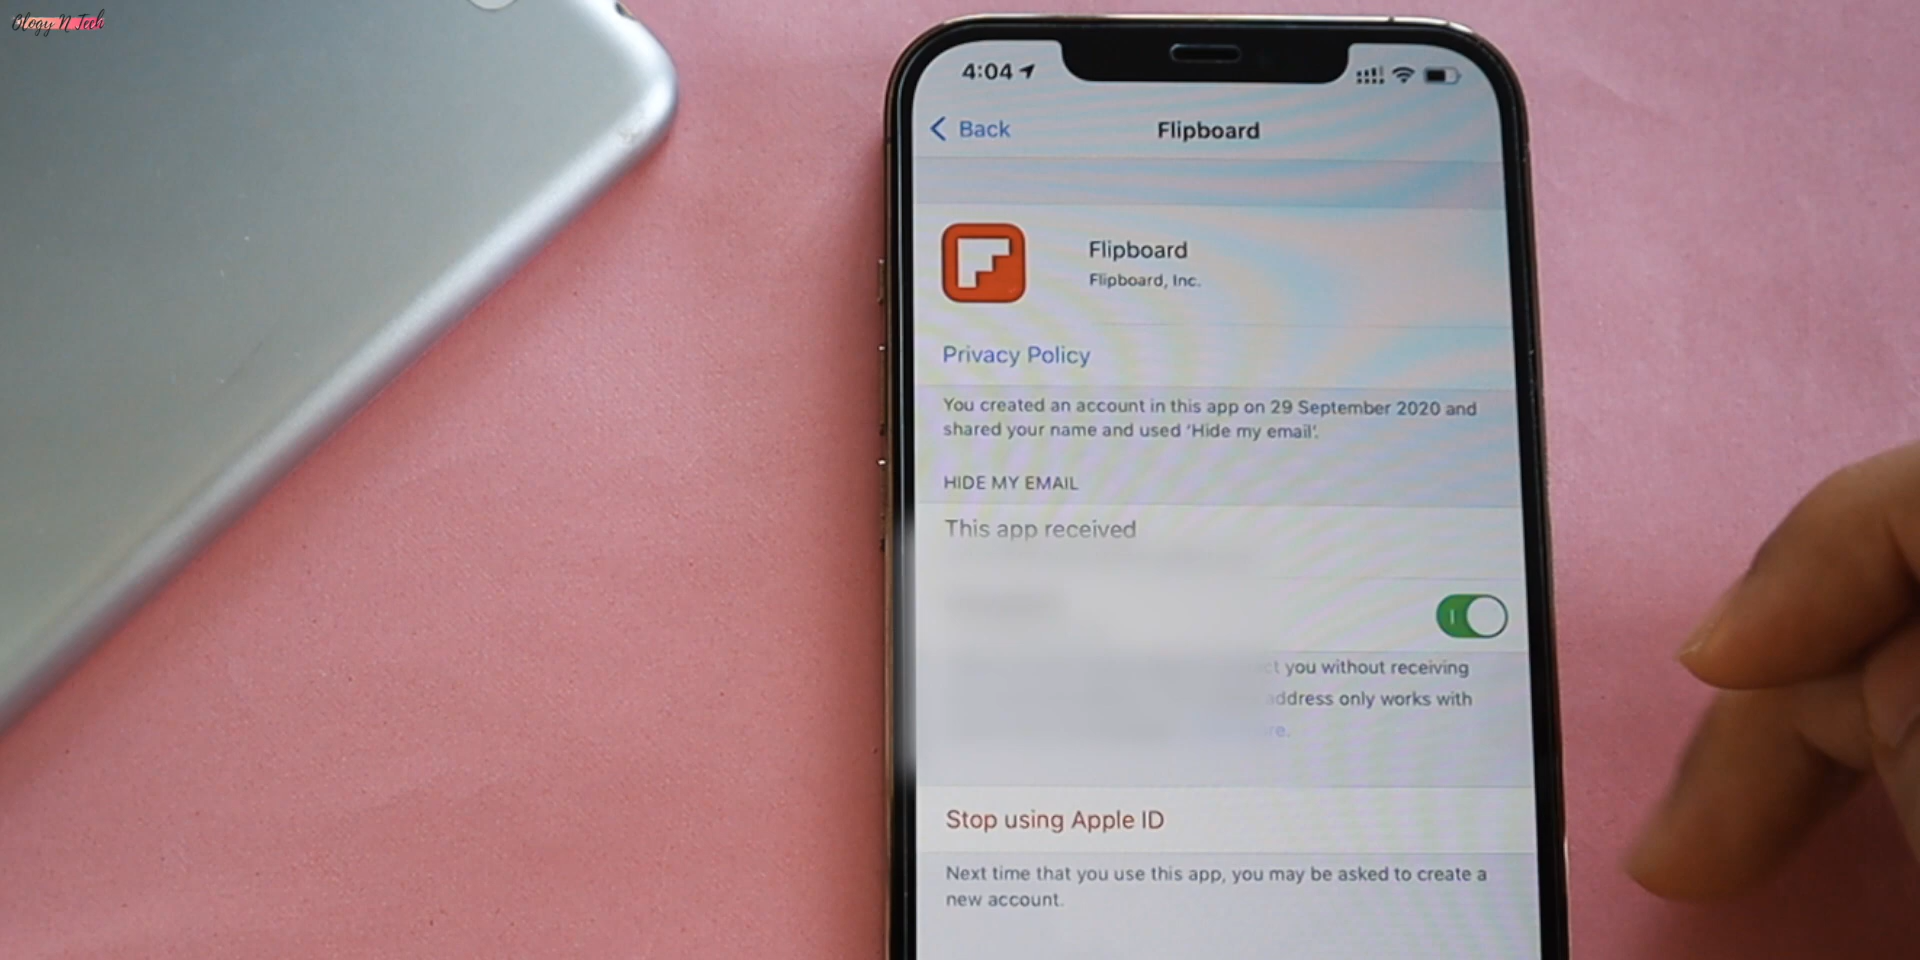 Ology N Tech
4:04
Back
Flipboard
Flipboard
Flipboard, Inc.
Privacy Policy
You created an account in this app on 29 September 2020 and
shared your name and used ‘Hide my email’.
HIDE MY EMAIL
This app received
you without receiving
address only works with
Stop using Apple ID
Next time that you use this app, you may be asked to create a
new account.